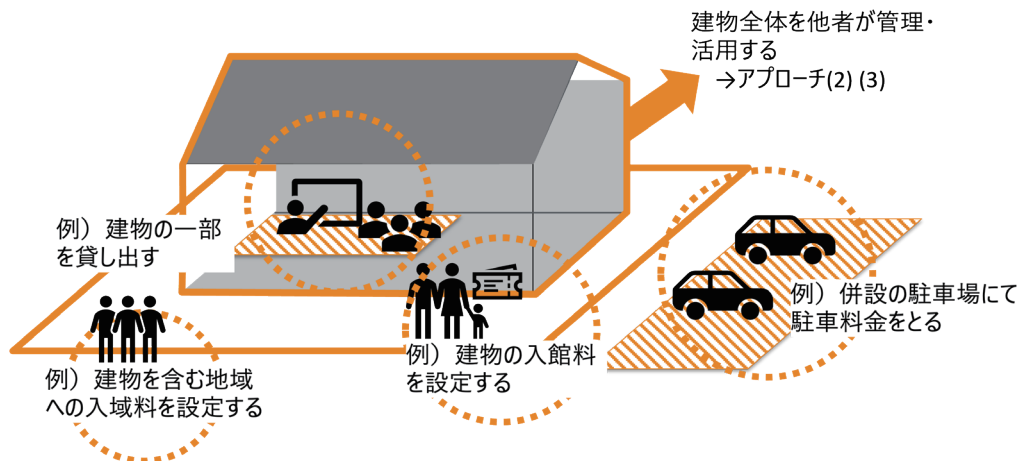 建物全体を他者が管理・
活用する
→アプローチ(2) (3)
例）建物の一部
を貸し出す
例）併設の駐車場にて
駐車料金をとる
例）建物の入館料
を設定する
例）建物を含む地域
への入域料を設定する